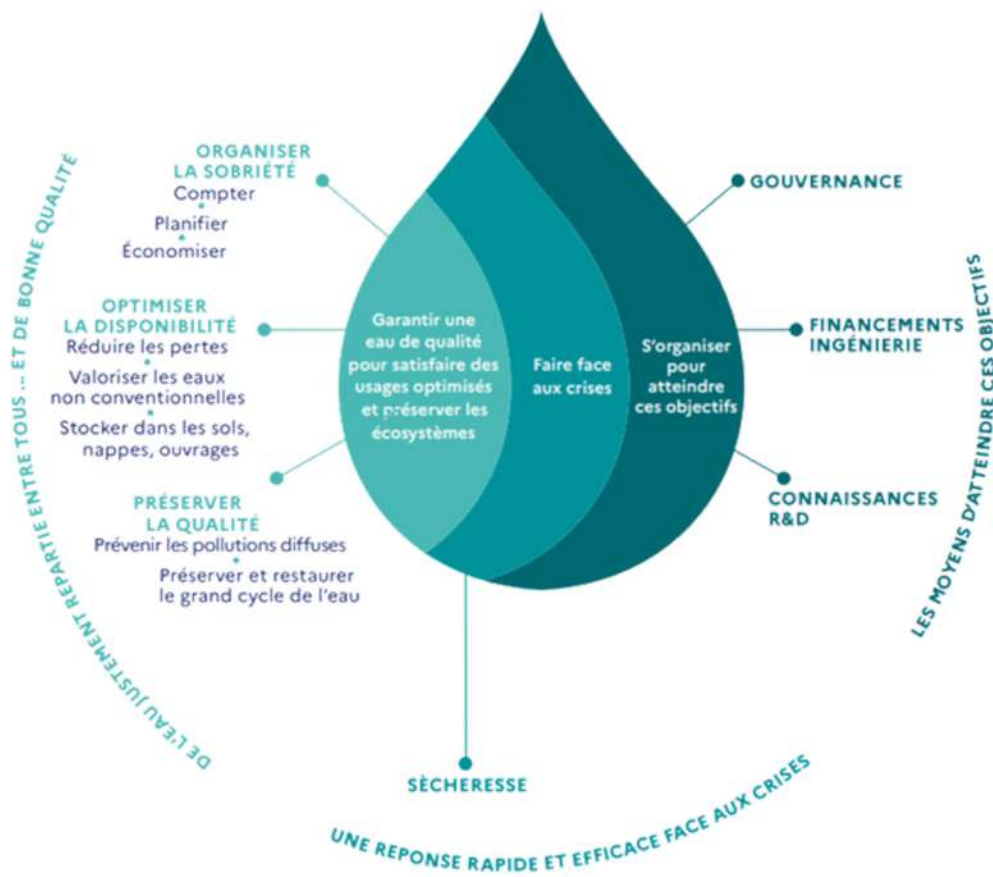 ORGANISER
LA SOBRIÉTÉ
Compter
Planifier
Économiser
OPTIMISER
LA DISPONIBILITÉ
Réduire les pertes
Valoriser les eaux
non conventionnelles
Stocker dans les sols,
nappes, ouvrages
PRÉSERVER
LA QUALITÉ
Prévenir les pollutions diffuses
Préserver et restaurer
le grand cycle de l'eau
DE L'EAU JUSTEMENT REPARTIE ENTRE TOUS ... ET DE BONNE QUALITÉ
Garantir une
eau de qualité
pour satisfaire des
usages optimisés
et préserver les
écosystèmes
Faire face
aux crises
S'organiser
pour
atteindre
ces objectifs
GOUVERNANCE
FINANCEMENTS
INGÉNIERIE
CONNAISSANCES
R&D
LES MOYENS D'ATTEINDRE CES OBJECTIFS
SÈCHERESSE
UNE REPONSE RAPIDE ET EFFICACE FACE AUX CRISES